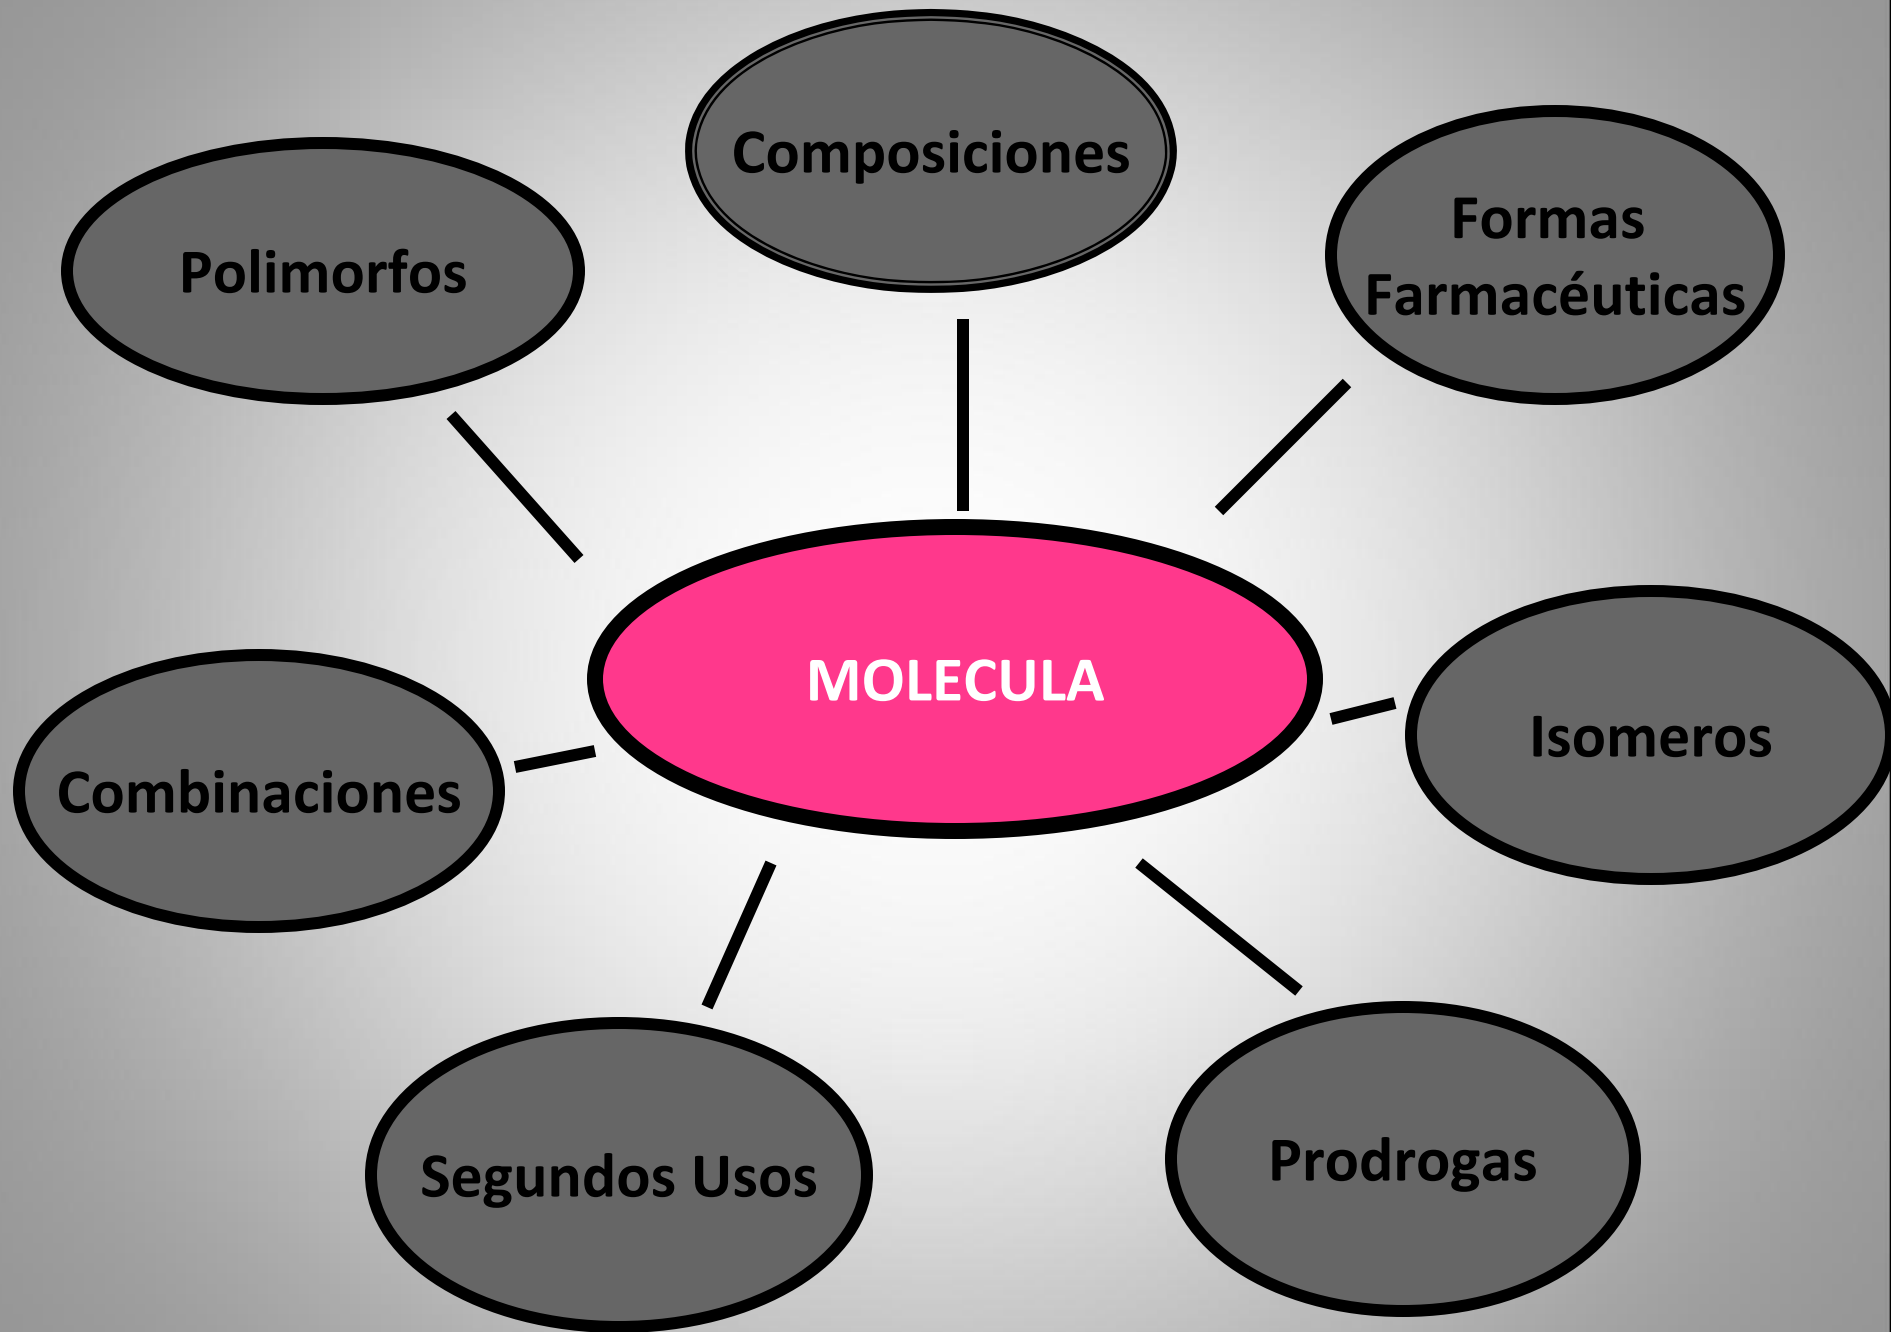 Composiciones
Formas
Farmacéuticas
Polimorfos
MOLECULA
Isomeros
Combinaciones
Segundos Usos
Prodrogas